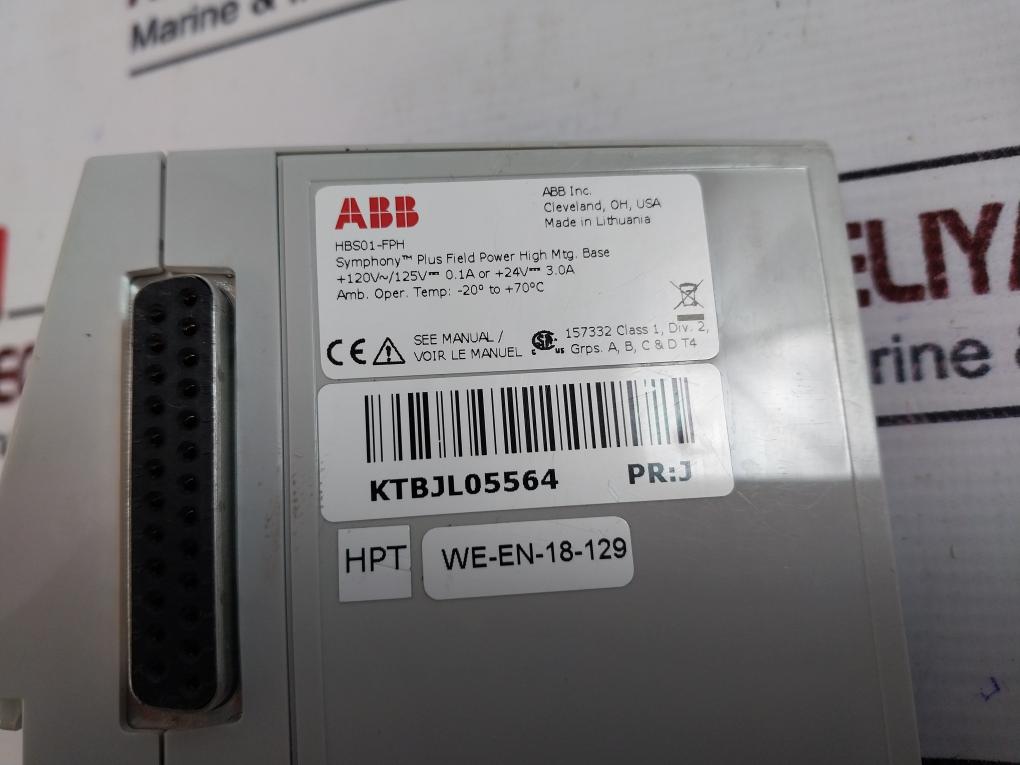 Marine &
ABB
ABB Inc.
Cleveland, OH, USA
Made in Lithuania
HBS01-FPH
Symphony™ Plus Field Power High Mtg. Base
+120V~/125V⎓ 0.1A or +24V⎓ 3.0A
Amb. Oper. Temp: -20° to +70°C
CE
SEE MANUAL /
VOIR LE MANUEL
C US
157332 Class 1, Div. 2,
Grps. A, B, C & D T4
KTBJL05564
PR:J
HPT
WE-EN-18-129